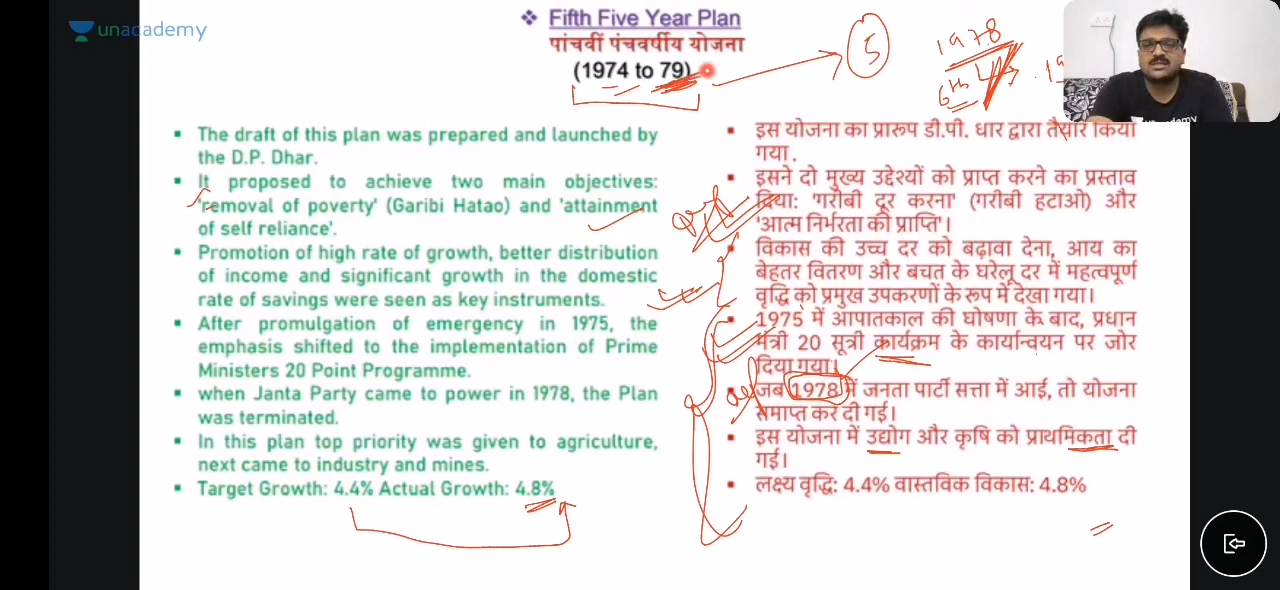 unacademy
❖ Fifth Five Year Plan
पांचवीं पंचवर्षीय योजना
(1974 to 79)
5
1978
6th
▪ The draft of this plan was prepared and launched by
the D.P. Dhar.
▪ It proposed to achieve two main objectives:
'removal of poverty' (Garibi Hatao) and 'attainment
of self reliance'.
▪ Promotion of high rate of growth, better distribution
of income and significant growth in the domestic
rate of savings were seen as key instruments.
▪ After promulgation of emergency in 1975, the
emphasis shifted to the implementation of Prime
Ministers 20 Point Programme.
▪ when Janta Party came to power in 1978, the Plan
was terminated.
▪ In this plan top priority was given to agriculture,
next came to industry and mines.
▪ Target Growth: 4.4% Actual Growth: 4.8%
▪ इस योजना का प्रारूप डी.पी. धार द्वारा तैयार किया
गया.
▪ इसने दो मुख्य उद्देश्यों को प्राप्त करने का प्रस्ताव
दिया: 'गरीबी दूर करना' (गरीबी हटाओ) और
'आत्म निर्भरता की प्राप्ति'।
▪ विकास की उच्च दर को बढ़ावा देना, आय का
बेहतर वितरण और बचत के घरेलू दर में महत्वपूर्ण
वृद्धि को प्रमुख उपकरणों के रूप में देखा गया।
▪ 1975 में आपातकाल की घोषणा के बाद, प्रधान
मंत्री 20 सूत्री कार्यक्रम के कार्यान्वयन पर जोर
दिया गया।
▪ जब 1978 में जनता पार्टी सत्ता में आई, तो योजना
समाप्त कर दी गई।
▪ इस योजना में उद्योग और कृषि को प्राथमिकता दी
गई।
▪ लक्ष्य वृद्धि: 4.4% वास्तविक विकास: 4.8%